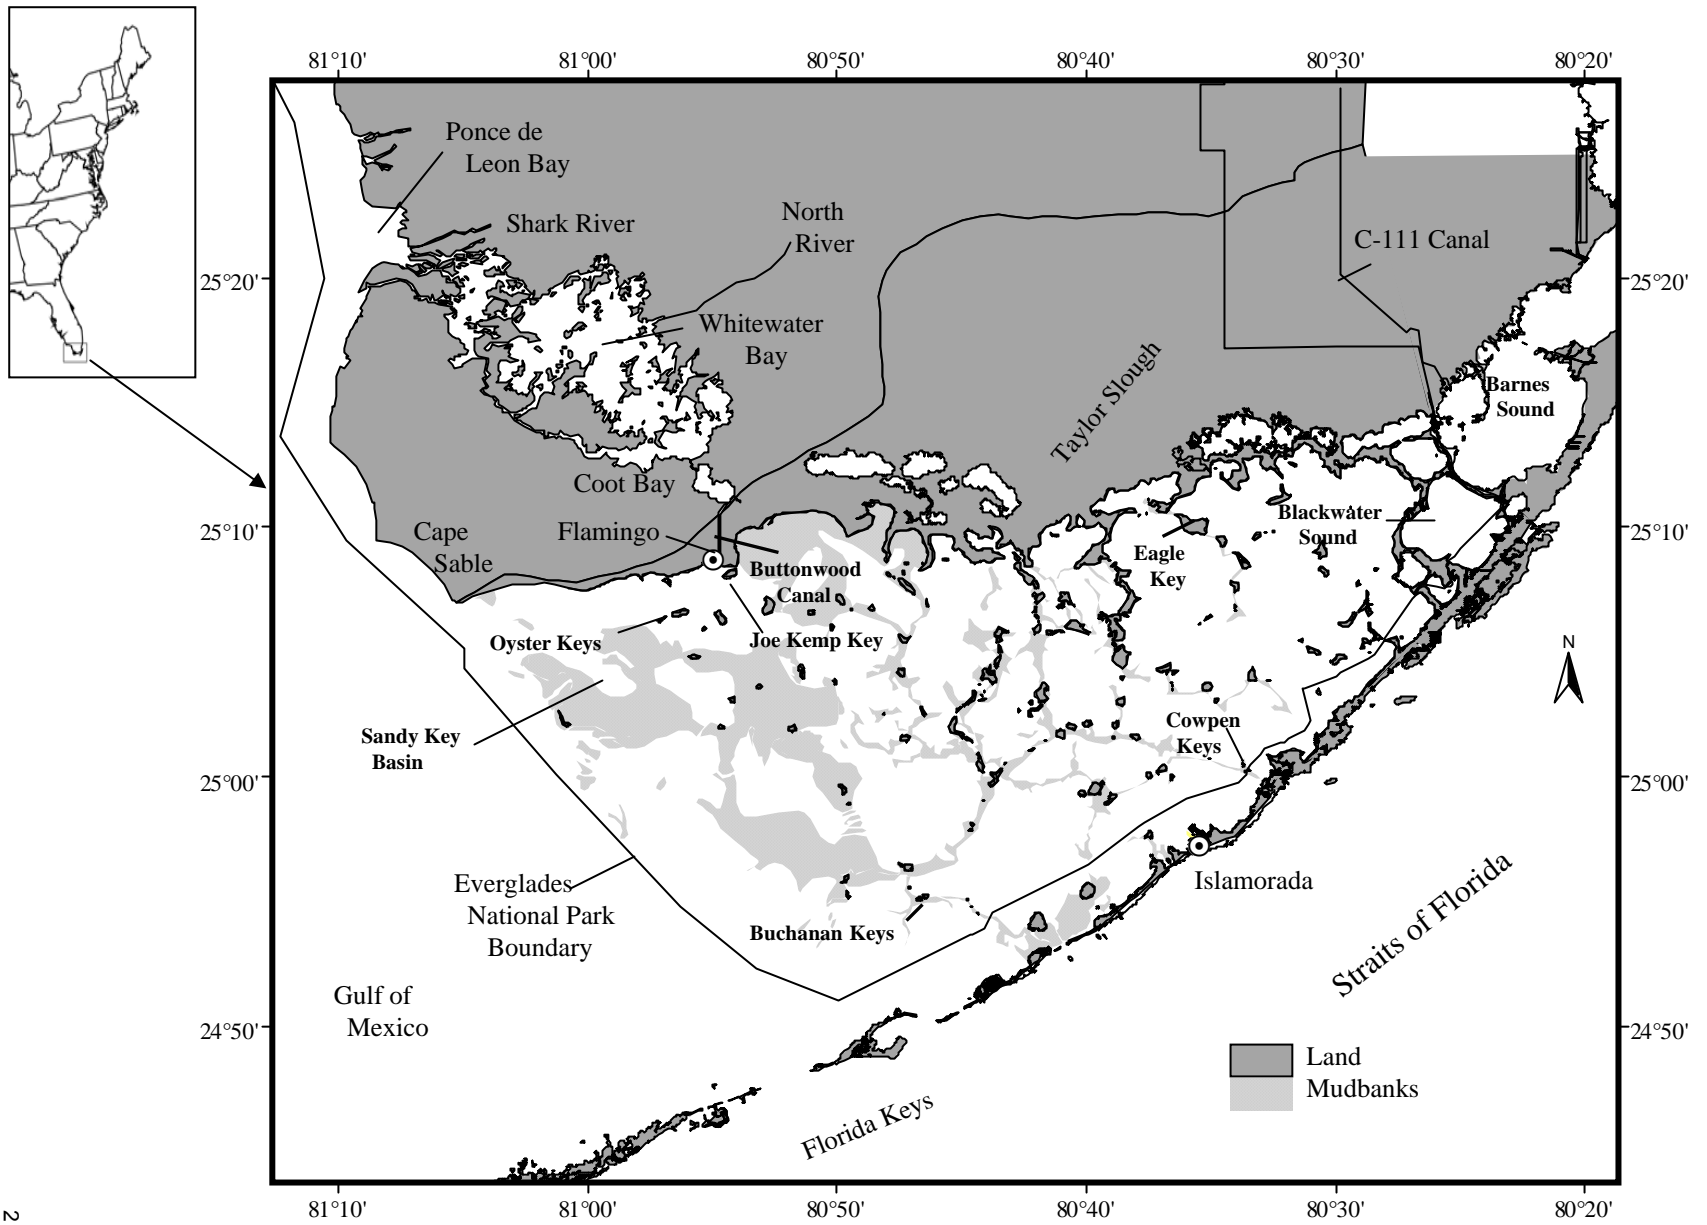 81°10' 81°00' 80°50' 80°40' 80°30' 80°20'
Ponce de
Leon Bay
Shark River
North
River
C-111 Canal
25°20' 25°20'
Whitewater
Bay
Taylor Slough
Barnes
Sound
Coot Bay
Blackwater
Sound
25°10' 25°10'
Cape
Sable
Flamingo
Eagle
Key
Buttonwood
Canal
Oyster Keys
Joe Kemp Key
N
Sandy Key
Basin
Cowpen
Keys
25°00' 25°00'
Everglades
National Park
Boundary
Islamorada
Buchanan Keys
Straits of Florida
Gulf of
Mexico
24°50' 24°50'
Land
Mudbanks
Florida Keys
81°10' 81°00' 80°50' 80°40' 80°30' 80°20'
2